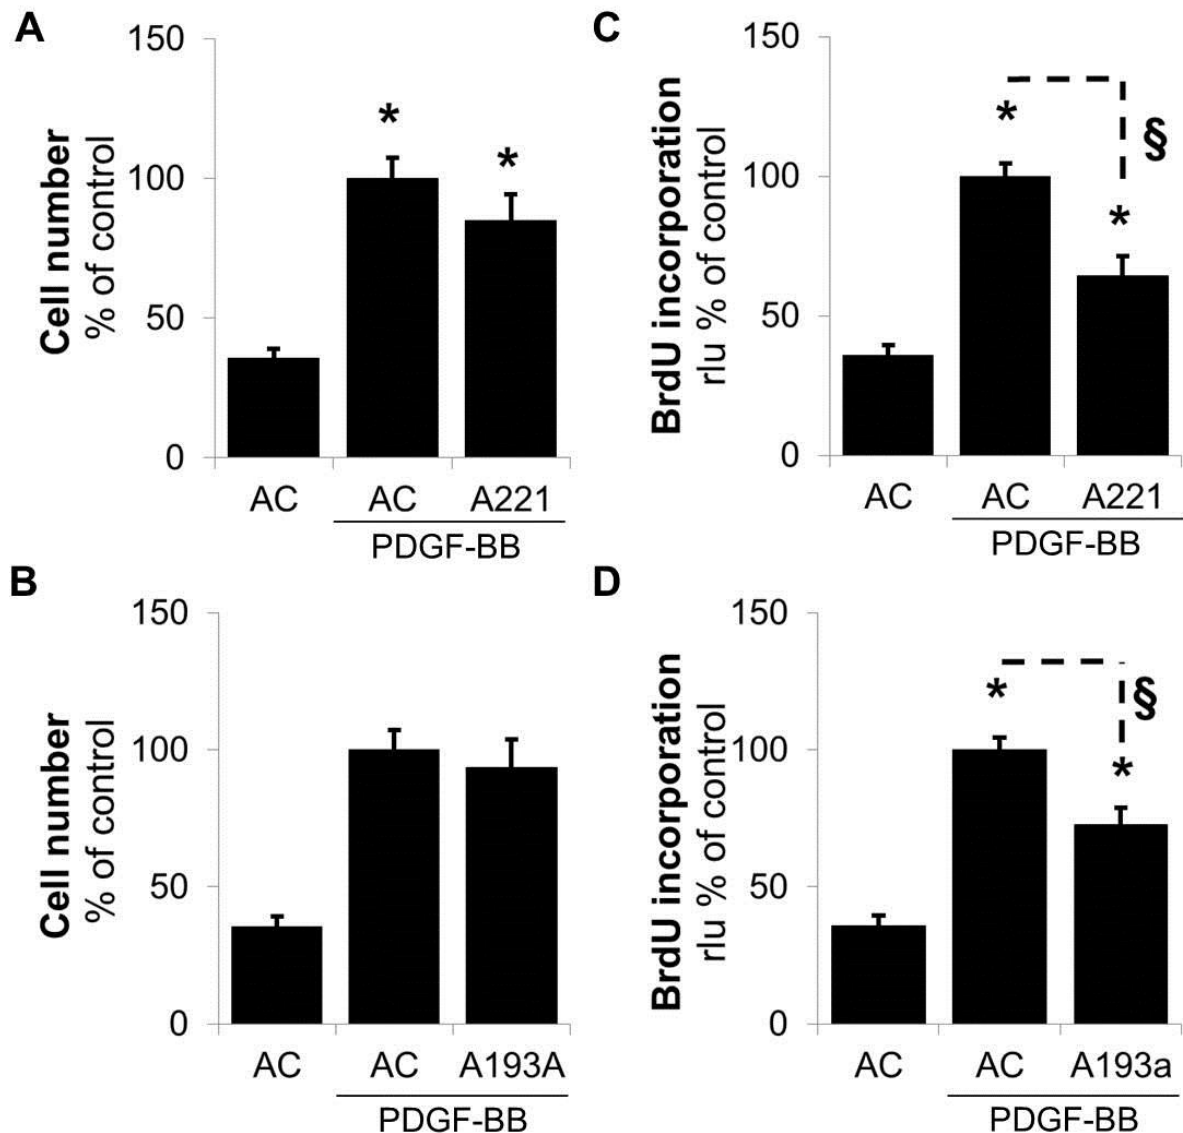 A
Cell number
% of control
150
100
50
0
*
*
AC
AC
A221
PDGF-BB
C
BrdU incorporation
rlu % of control
150
100
50
0
*
*
§
AC
AC
A221
PDGF-BB
B
Cell number
% of control
150
100
50
0
AC
AC
A193A
PDGF-BB
D
BrdU incorporation
rlu % of control
150
100
50
0
*
*
§
AC
AC
A193a
PDGF-BB